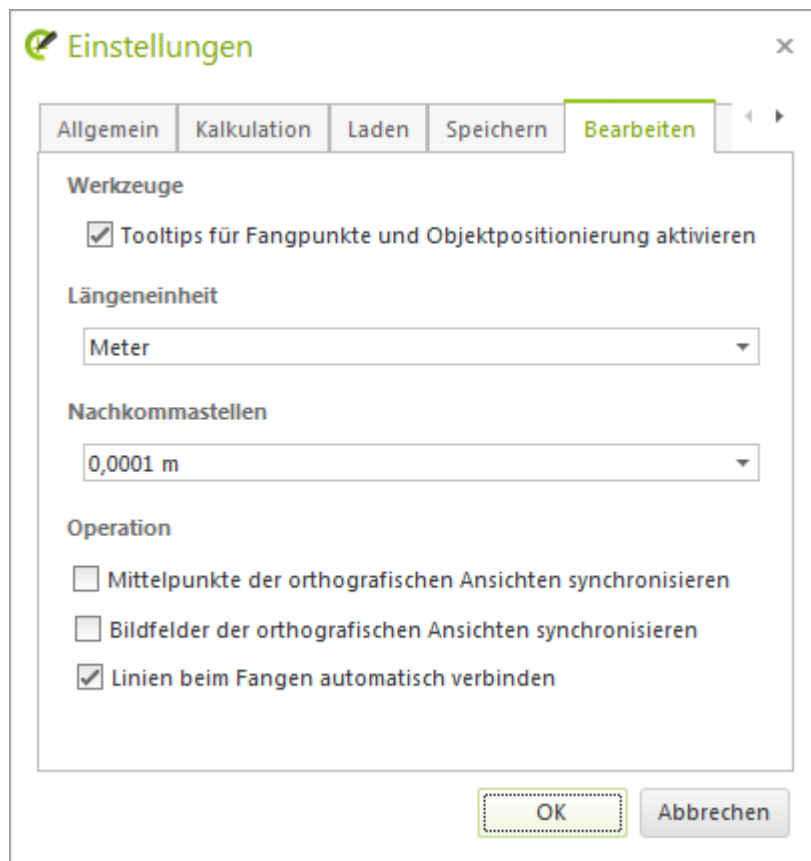 Einstellungen
Allgemein Kalkulation Laden Speichern Bearbeiten
Werkzeuge
Tooltips für Fangpunkte und Objektpositionierung aktivieren
Längeneinheit
Meter
Nachkommastellen
0,0001 m
Operation
Mittelpunkte der orthografischen Ansichten synchronisieren
Bildfelder der orthografischen Ansichten synchronisieren
Linien beim Fangen automatisch verbinden
OK Abbrechen